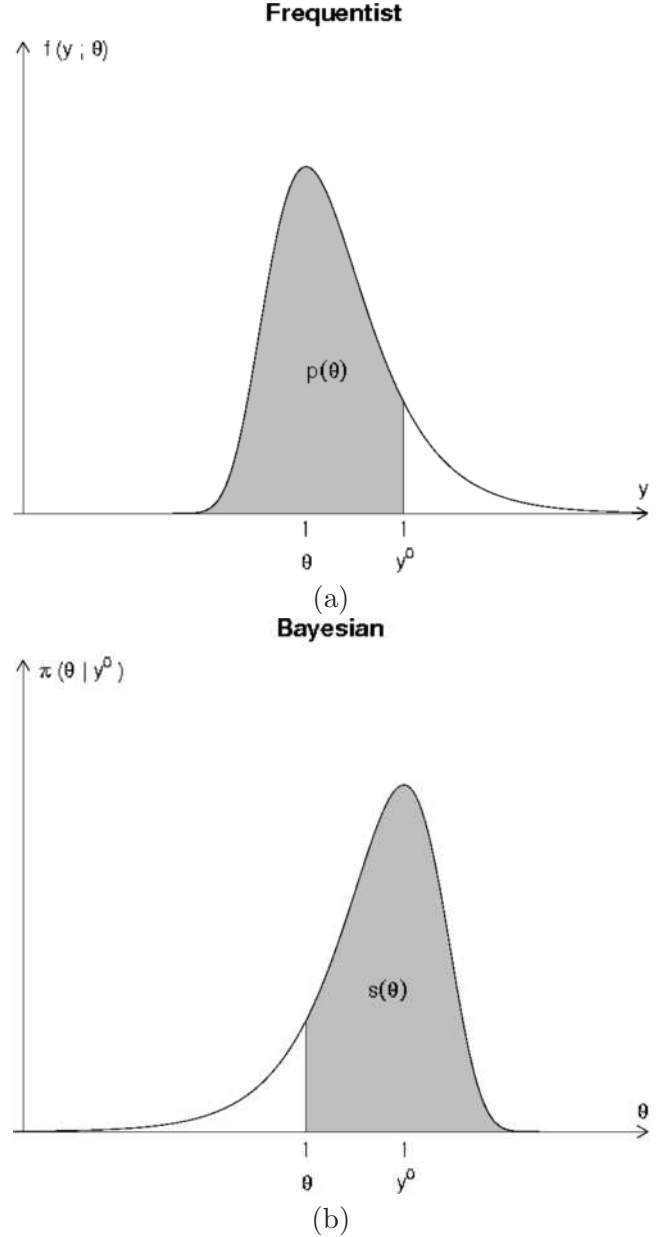 Frequentist
f (y ; θ)
p(θ)
y
θ y⁰
(a)
Bayesian
π (θ | y⁰ )
s(θ)
θ
θ y⁰
(b)